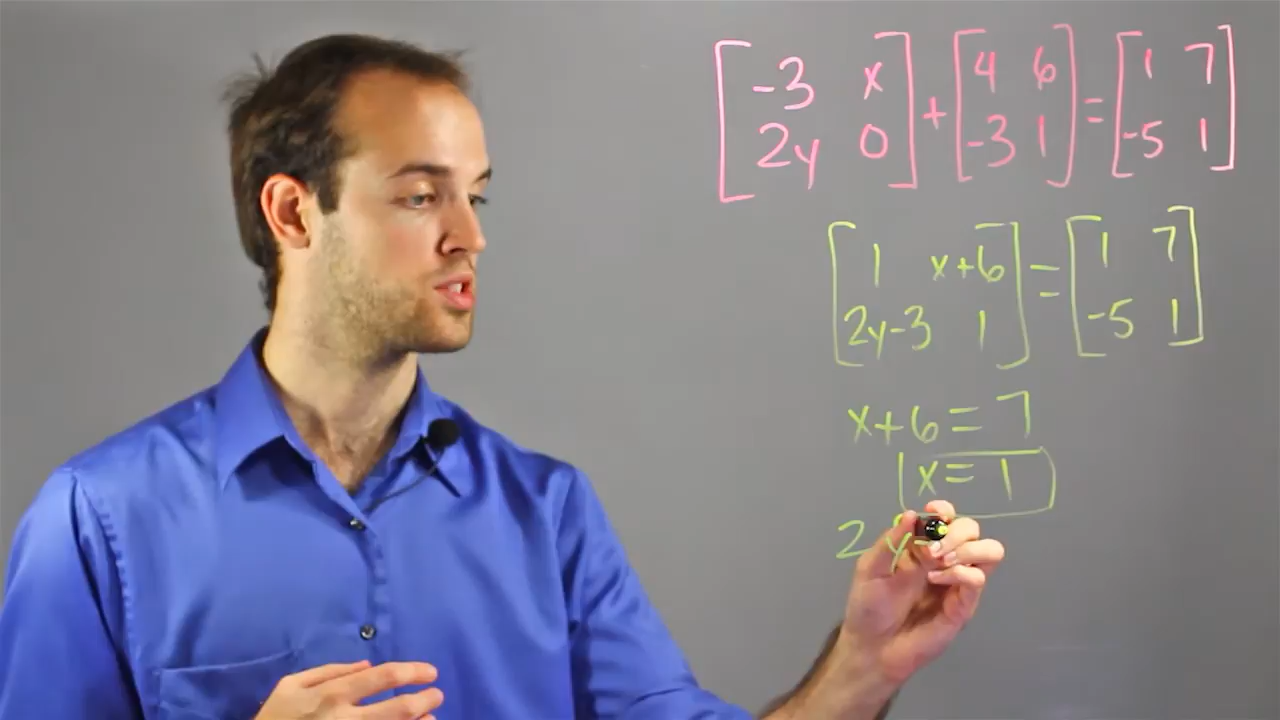 [-3 x] + [4 6] = [1 7]
[2y 0] [-3 1] [-5 1]
[1 x+6] = [1 7]
[2y-3 1] [-5 1]
x+6=7
x=1
2y-